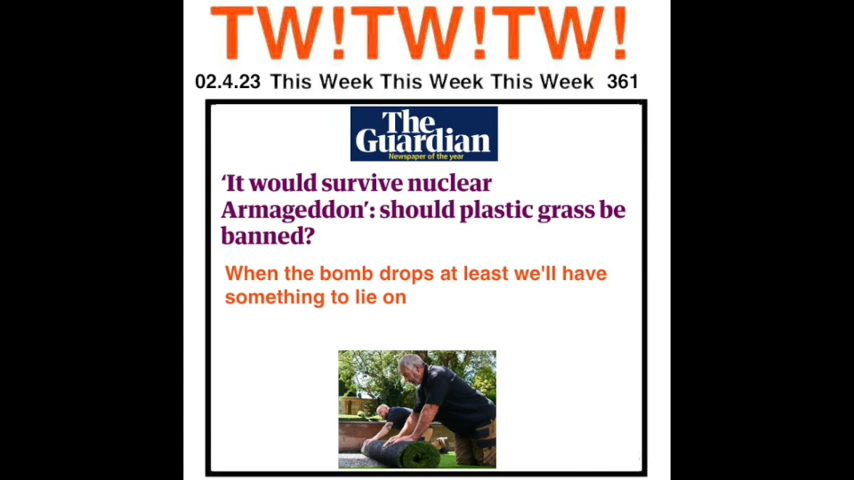 TW!TW!TW!
02.4.23 This Week This Week This Week 361
The
Guardian
Newspaper of the year
‘It would survive nuclear
Armageddon’: should plastic grass be
banned?
When the bomb drops at least we'll have
something to lie on